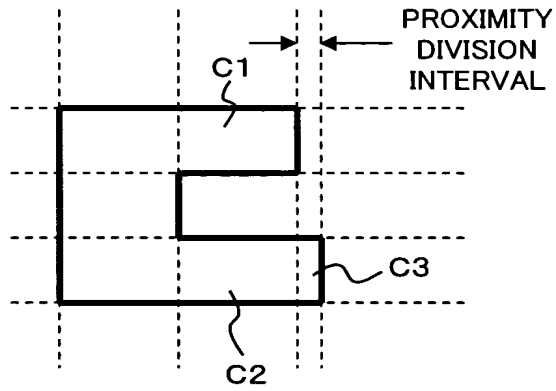 PROXIMITY
DIVISION
INTERVAL
C1
C3
C2